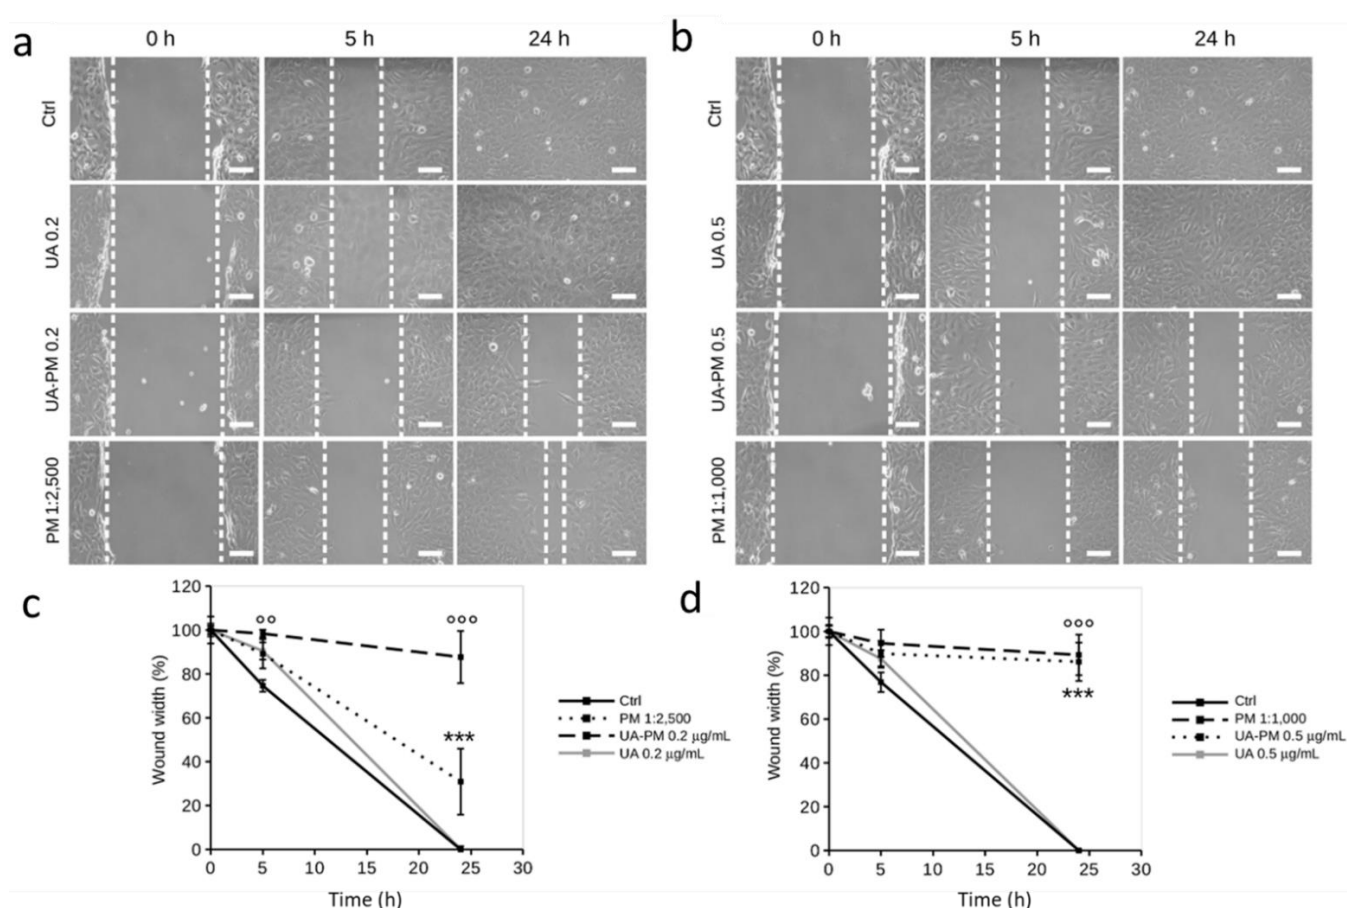 a
0 h 5 h 24 h
Ctrl
UA 0.2
UA-PM 0.2
PM 1:2,500
b
0 h 5 h 24 h
Ctrl
UA 0.5
UA-PM 0.5
PM 1:1,000
c
120
100
80
60
40
20
0
Wound width (%)
0 5 10 15 20 25 30
Time (h)
°°
°°°
***
Ctrl
PM 1:2,500
UA-PM 0.2 µg/mL
UA 0.2 µg/mL
d
120
100
80
60
40
20
0
Wound width (%)
0 5 10 15 20 25 30
Time (h)
°°°
***
Ctrl
PM 1:1,000
UA-PM 0.5 µg/mL
UA 0.5 µg/mL